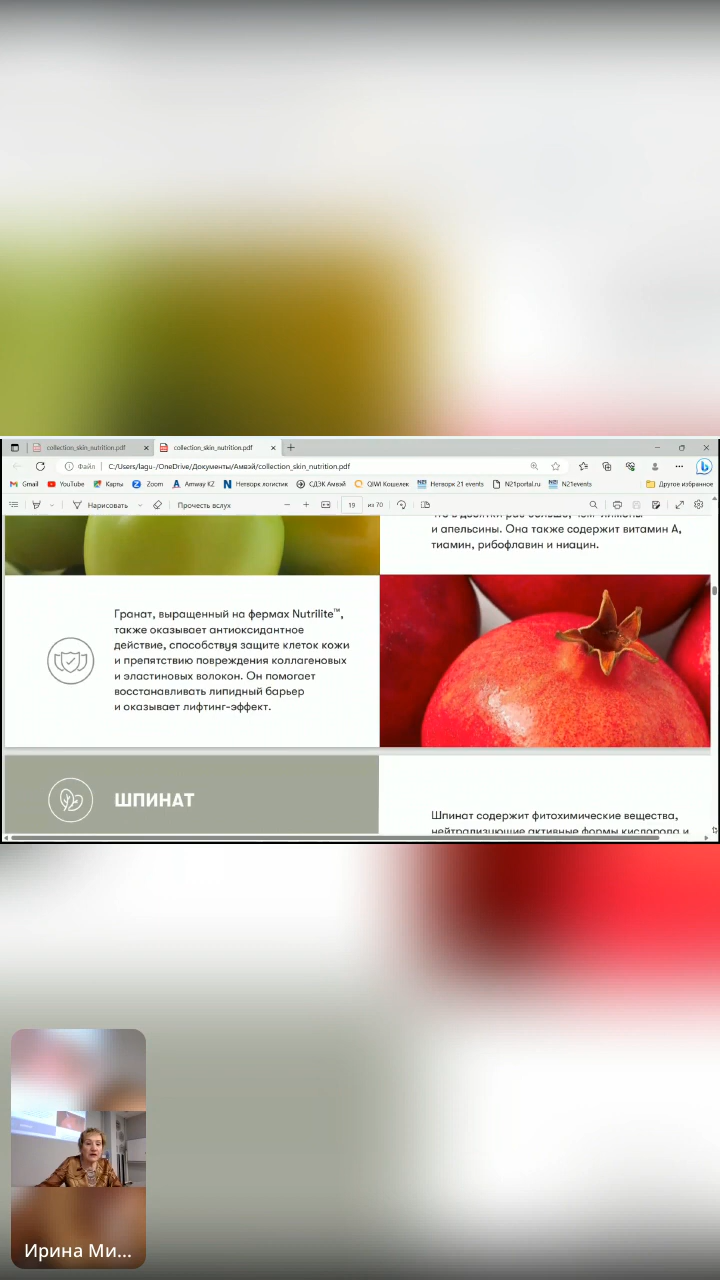 collection_skin_nutrition.pdf
collection_skin_nutrition.pdf
Файл
C:/Users/lagu-/OneDrive/Документы/Амвэй/collection_skin_nutrition.pdf
Gmail YouTube Карты Zoom Amway KZ Нетворк логистик СДЭК Амвэй QIWI Кошелек Нетворк 21 events N21portal.ru N21events Другое избранное
Нарисовать Прочесть вслух 19 из 70
и апельсины. Она также содержит витамин А,
тиамин, рибофлавин и ниацин.
Гранат, выращенный на фермах Nutrilite™,
также оказывает антиоксидантное
действие, способствуя защите клеток кожи
и препятствию повреждения коллагеновых
и эластиновых волокон. Он помогает
восстанавливать липидный барьер
и оказывает лифтинг-эффект.
ШПИНАТ
Шпинат содержит фитохимические вещества,
нейтрализующие активные формы кислорода и
Ирина Ми...